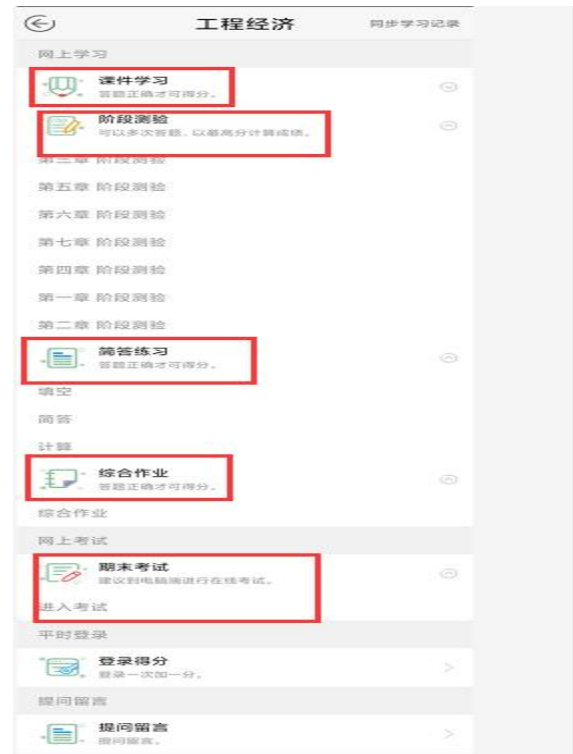 工程经济
同步学习记录
网上学习
课件学习
答题正确才可得分。
阶段测验
可以多次答题，以最高分计算成绩。
第三章 阶段测验
第五章 阶段测验
第六章 阶段测验
第七章 阶段测验
第四章 阶段测验
第一章 阶段测验
第二章 阶段测验
简答练习
答题正确才可得分。
填空
简答
计算
综合作业
答题正确才可得分。
综合作业
网上考试
期末考试
建议到电脑端进行在线考试。
进入考试
平时登录
登录得分
登录一次加一分。
提问留言
提问留言
提问留言。